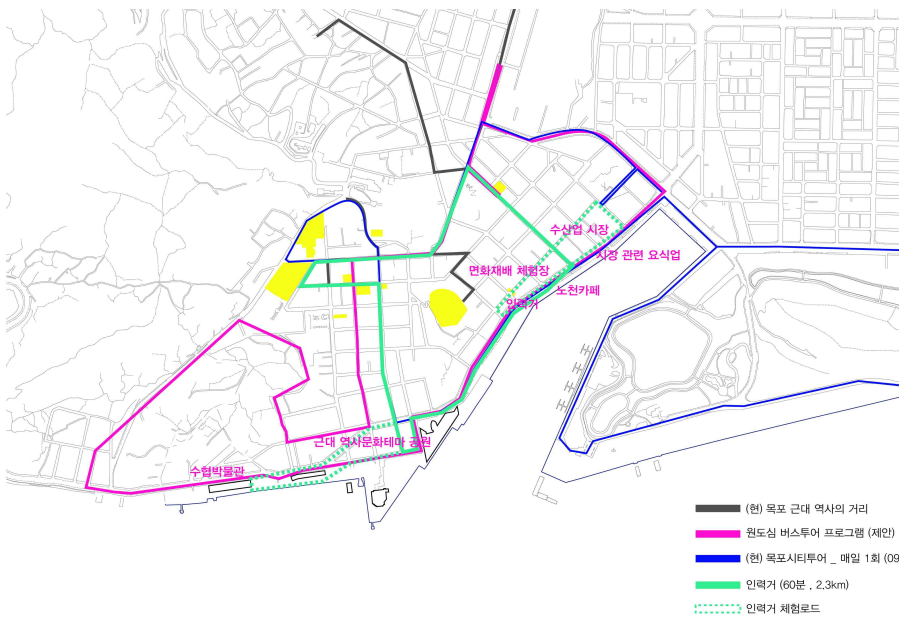 수산업 시장
시장 관련 요식업
면화재배 체험장
노천카페
인력거
근대 역사문화테마 공원
수협박물관
(현) 목포 근대 역사의 거리
원도심 버스투어 프로그램 (제안)
(현) 목포시티투어 _ 매일 1회 (09
인력거 (60분 . 2.3km)
인력거 체험로드